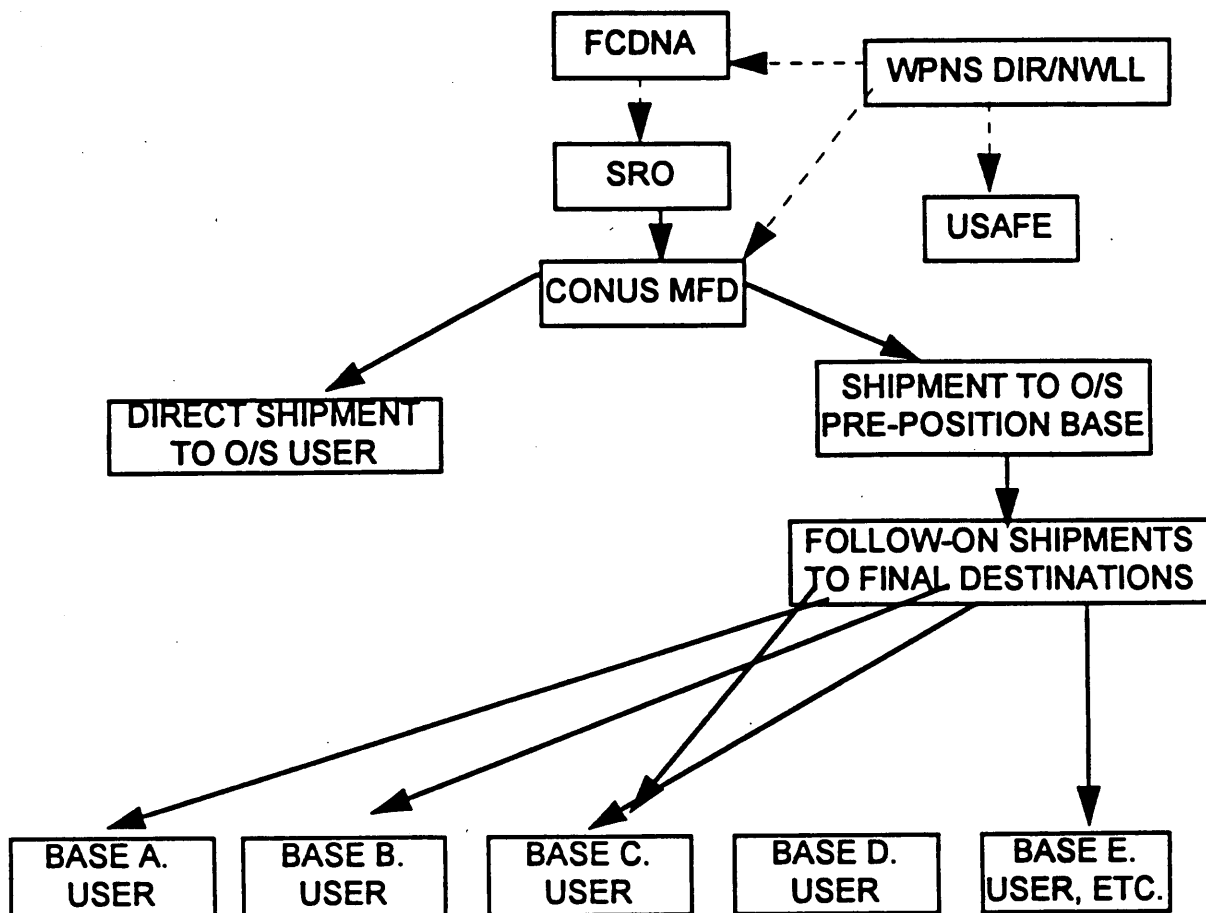 FCDNA
WPNS DIR/NWLL
SRO
USAFE
CONUS MFD
DIRECT SHIPMENT
TO O/S USER
SHIPMENT TO O/S
PRE-POSITION BASE
FOLLOW-ON SHIPMENTS
TO FINAL DESTINATIONS
BASE A.
USER
BASE B.
USER
BASE C.
USER
BASE D.
USER
BASE E.
USER, ETC.